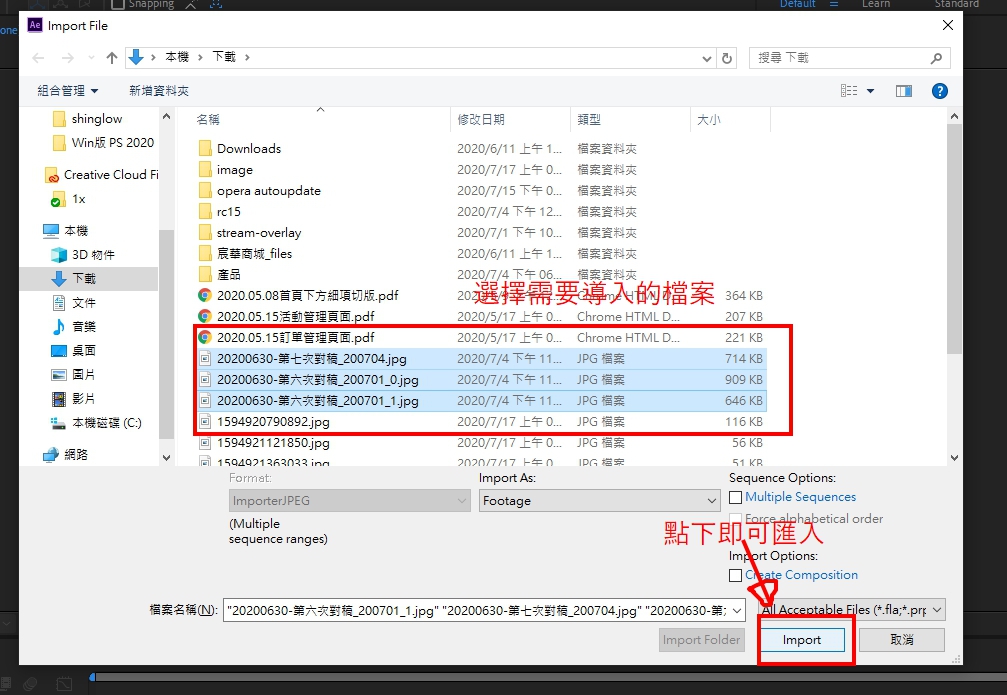 Snapping
Default
Learn
Standard
Ae Import File
本機 下載
搜尋 下載
組合管理 新增資料夾
名稱 修改日期 類型 大小
shinglow
Win版 PS 2020
Creative Cloud Fi
1x
本機
3D 物件
下載
文件
音樂
桌面
圖片
影片
本機磁碟 (C:)
網路
Downloads 2020/6/11 上午 1... 檔案資料夾
image 2020/7/17 上午 0... 檔案資料夾
opera autoupdate 2020/7/15 下午 0... 檔案資料夾
rc15 2020/7/4 下午 12... 檔案資料夾
stream-overlay 2020/7/1 下午 10... 檔案資料夾
宸華商城_files 2020/6/11 上午 1... 檔案資料夾
產品 2020/7/4 下午 06... 檔案資料夾
選擇需要導入的檔案
2020.05.08首頁下方細項切版.pdf Chrome HTML D... 364 KB
2020.05.15活動管理頁面.pdf 2020/5/17 上午 0... Chrome HTML D... 207 KB
2020.05.15訂單管理頁面.pdf 2020/5/17 上午 0... Chrome HTML D... 221 KB
20200630-第七次對稿_200704.jpg 2020/7/4 下午 11... JPG 檔案 714 KB
20200630-第六次對稿_200701_0.jpg 2020/7/4 下午 11... JPG 檔案 909 KB
20200630-第六次對稿_200701_1.jpg 2020/7/4 下午 11... JPG 檔案 646 KB
1594920790892.jpg 2020/7/17 上午 0... JPG 檔案 116 KB
1594921121850.jpg 2020/7/17 上午 0... JPG 檔案 56 KB
1594921363033.jpg 2020/7/17 上午 0... JPG 檔案 51 KB
Format:
ImporterJPEG
(Multiple
sequence ranges)
Import As:
Footage
Sequence Options:
Multiple Sequences
Force alphabetical order
點下即可匯入
Import Options:
Create Composition
檔案名稱(N): "20200630-第六次對稿_200701_1.jpg" "20200630-第七次對稿_200704.jpg" "20200630-第;
All Acceptable Files (*.fla;*.prp
Import Folder
Import
取消